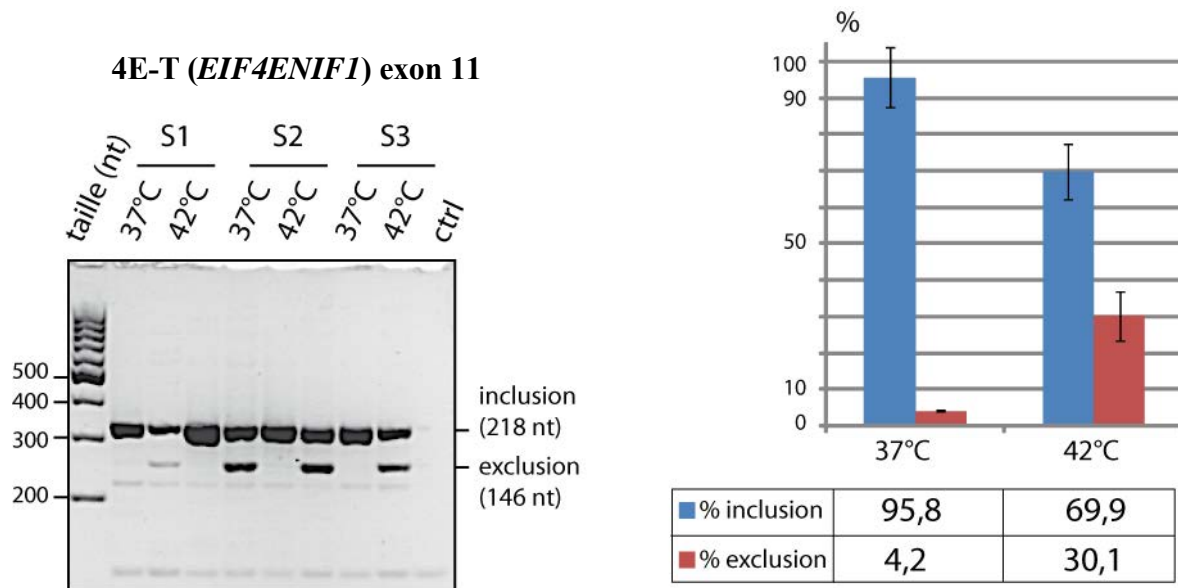 4E-T (EIF4ENIF1) exon 11
taille (nt)
S1 S2 S3
37°C 42°C 37°C 42°C 37°C 42°C ctrl
500
400
300
200
inclusion
(218 nt)
exclusion
(146 nt)
%
100
90
50
10
0
37°C 42°C
% inclusion 95,8 69,9
% exclusion 4,2 30,1